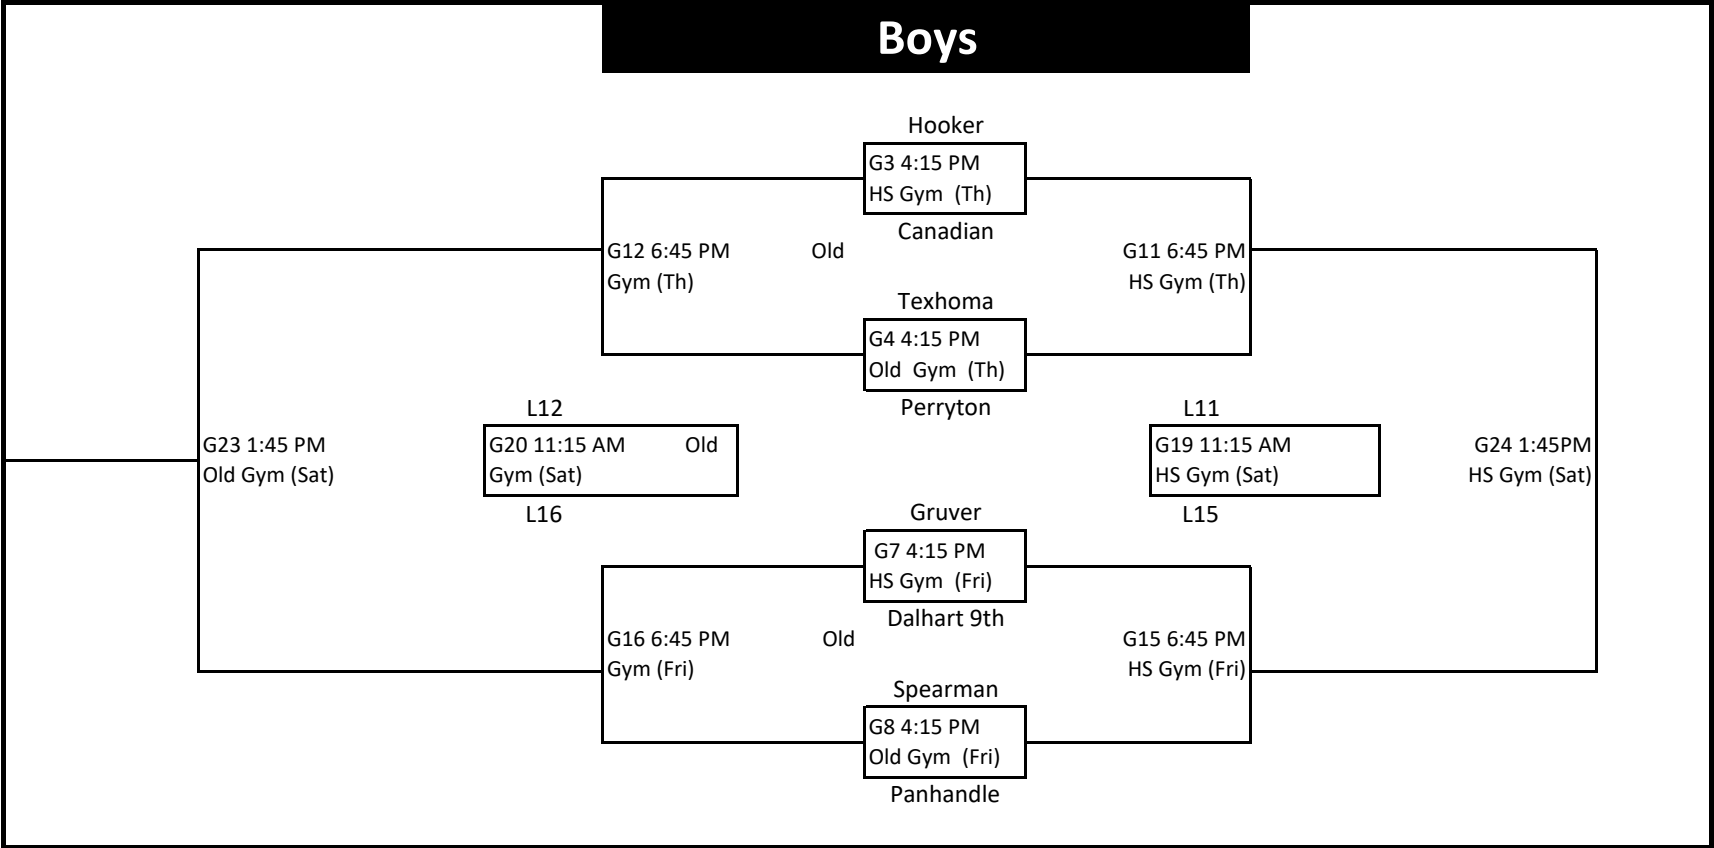 Boys
Hooker
G3 4:15 PM
HS Gym (Th)
Canadian
G12 6:45 PM Old
Gym (Th)
G11 6:45 PM
HS Gym (Th)
Texhoma
G4 4:15 PM
Old Gym (Th)
Perryton
L12
G20 11:15 AM Old
Gym (Sat)
L16
L11
G19 11:15 AM
HS Gym (Sat)
L15
G23 1:45 PM
Old Gym (Sat)
G24 1:45PM
HS Gym (Sat)
Gruver
G7 4:15 PM
HS Gym (Fri)
Dalhart 9th
G16 6:45 PM Old
Gym (Fri)
G15 6:45 PM
HS Gym (Fri)
Spearman
G8 4:15 PM
Old Gym (Fri)
Panhandle